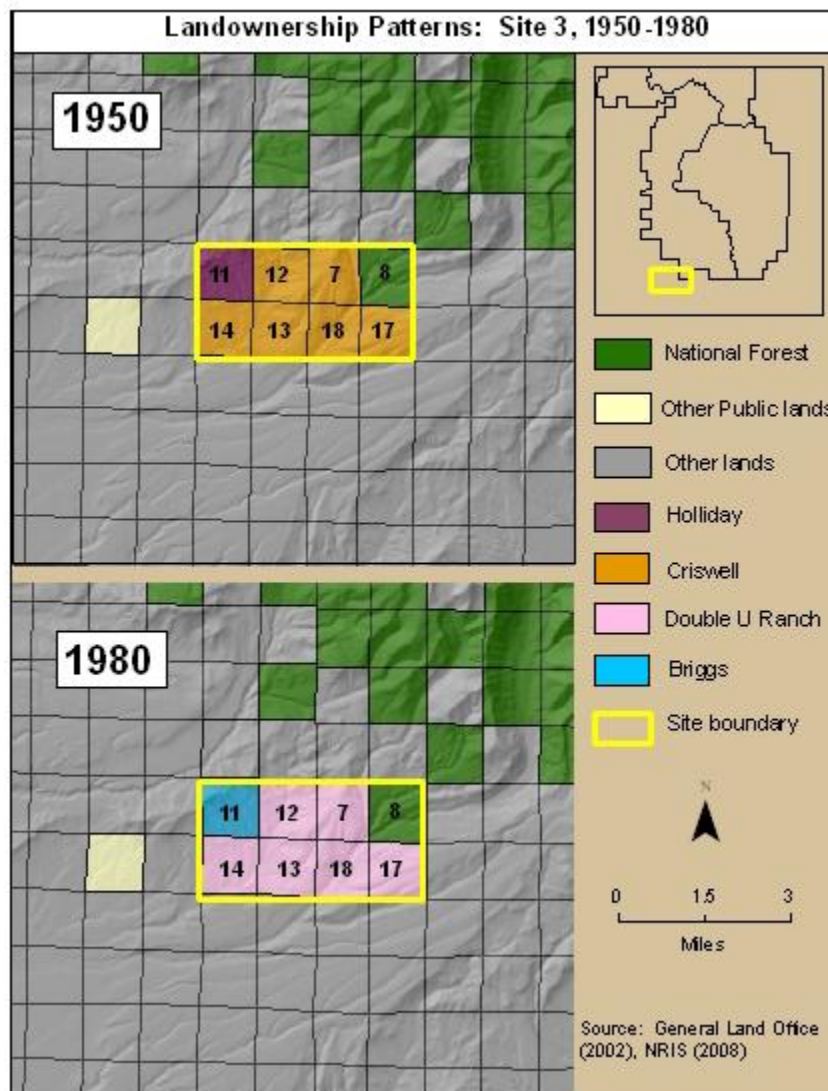 Landownership Patterns: Site 3, 1950-1980
1950
11 12 7 8
14 13 18 17
1980
11 12 7 8
14 13 18 17
National Forest
Other Public lands
Other lands
Holliday
Criswell
Double U Ranch
Briggs
Site boundary
N
0 1.5 3
Miles
Source: General Land Office
(2002), NRIS (2008)